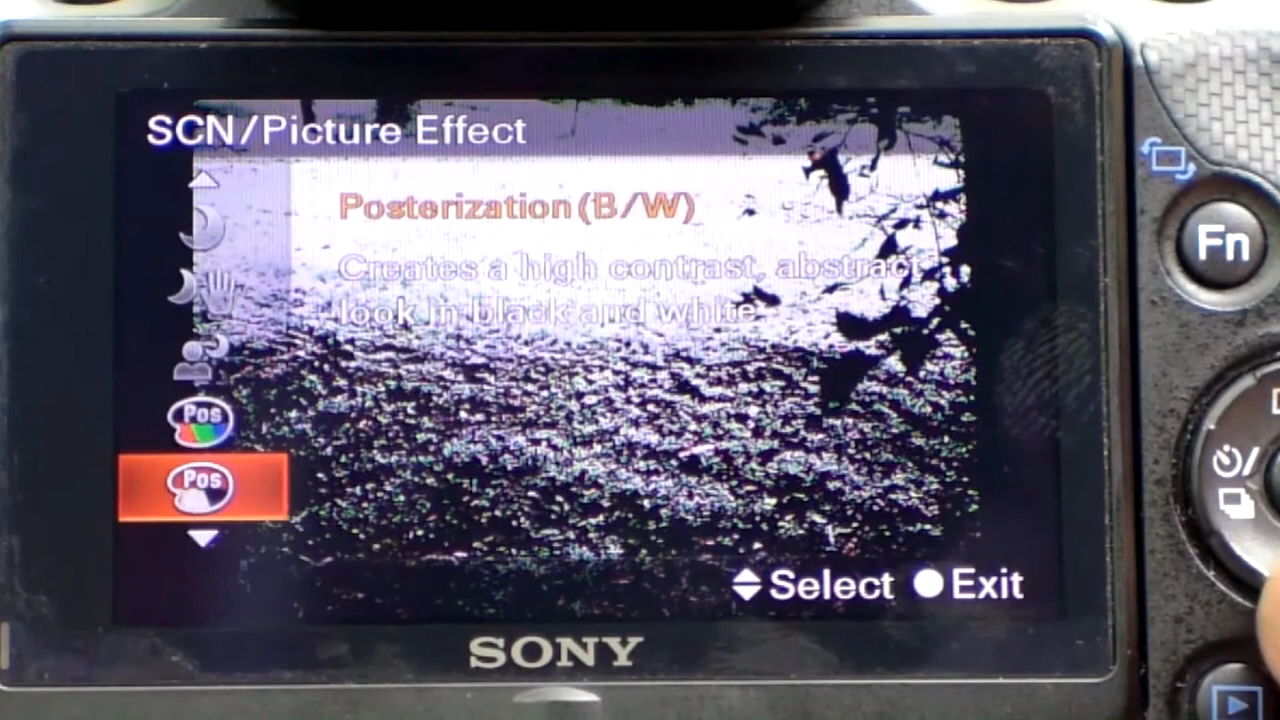 SCN/Picture Effect
Posterization(B/W)
Creates a high contrast, abstract
look in black and white.
Pos
Pos
Select Exit
SONY
Fn